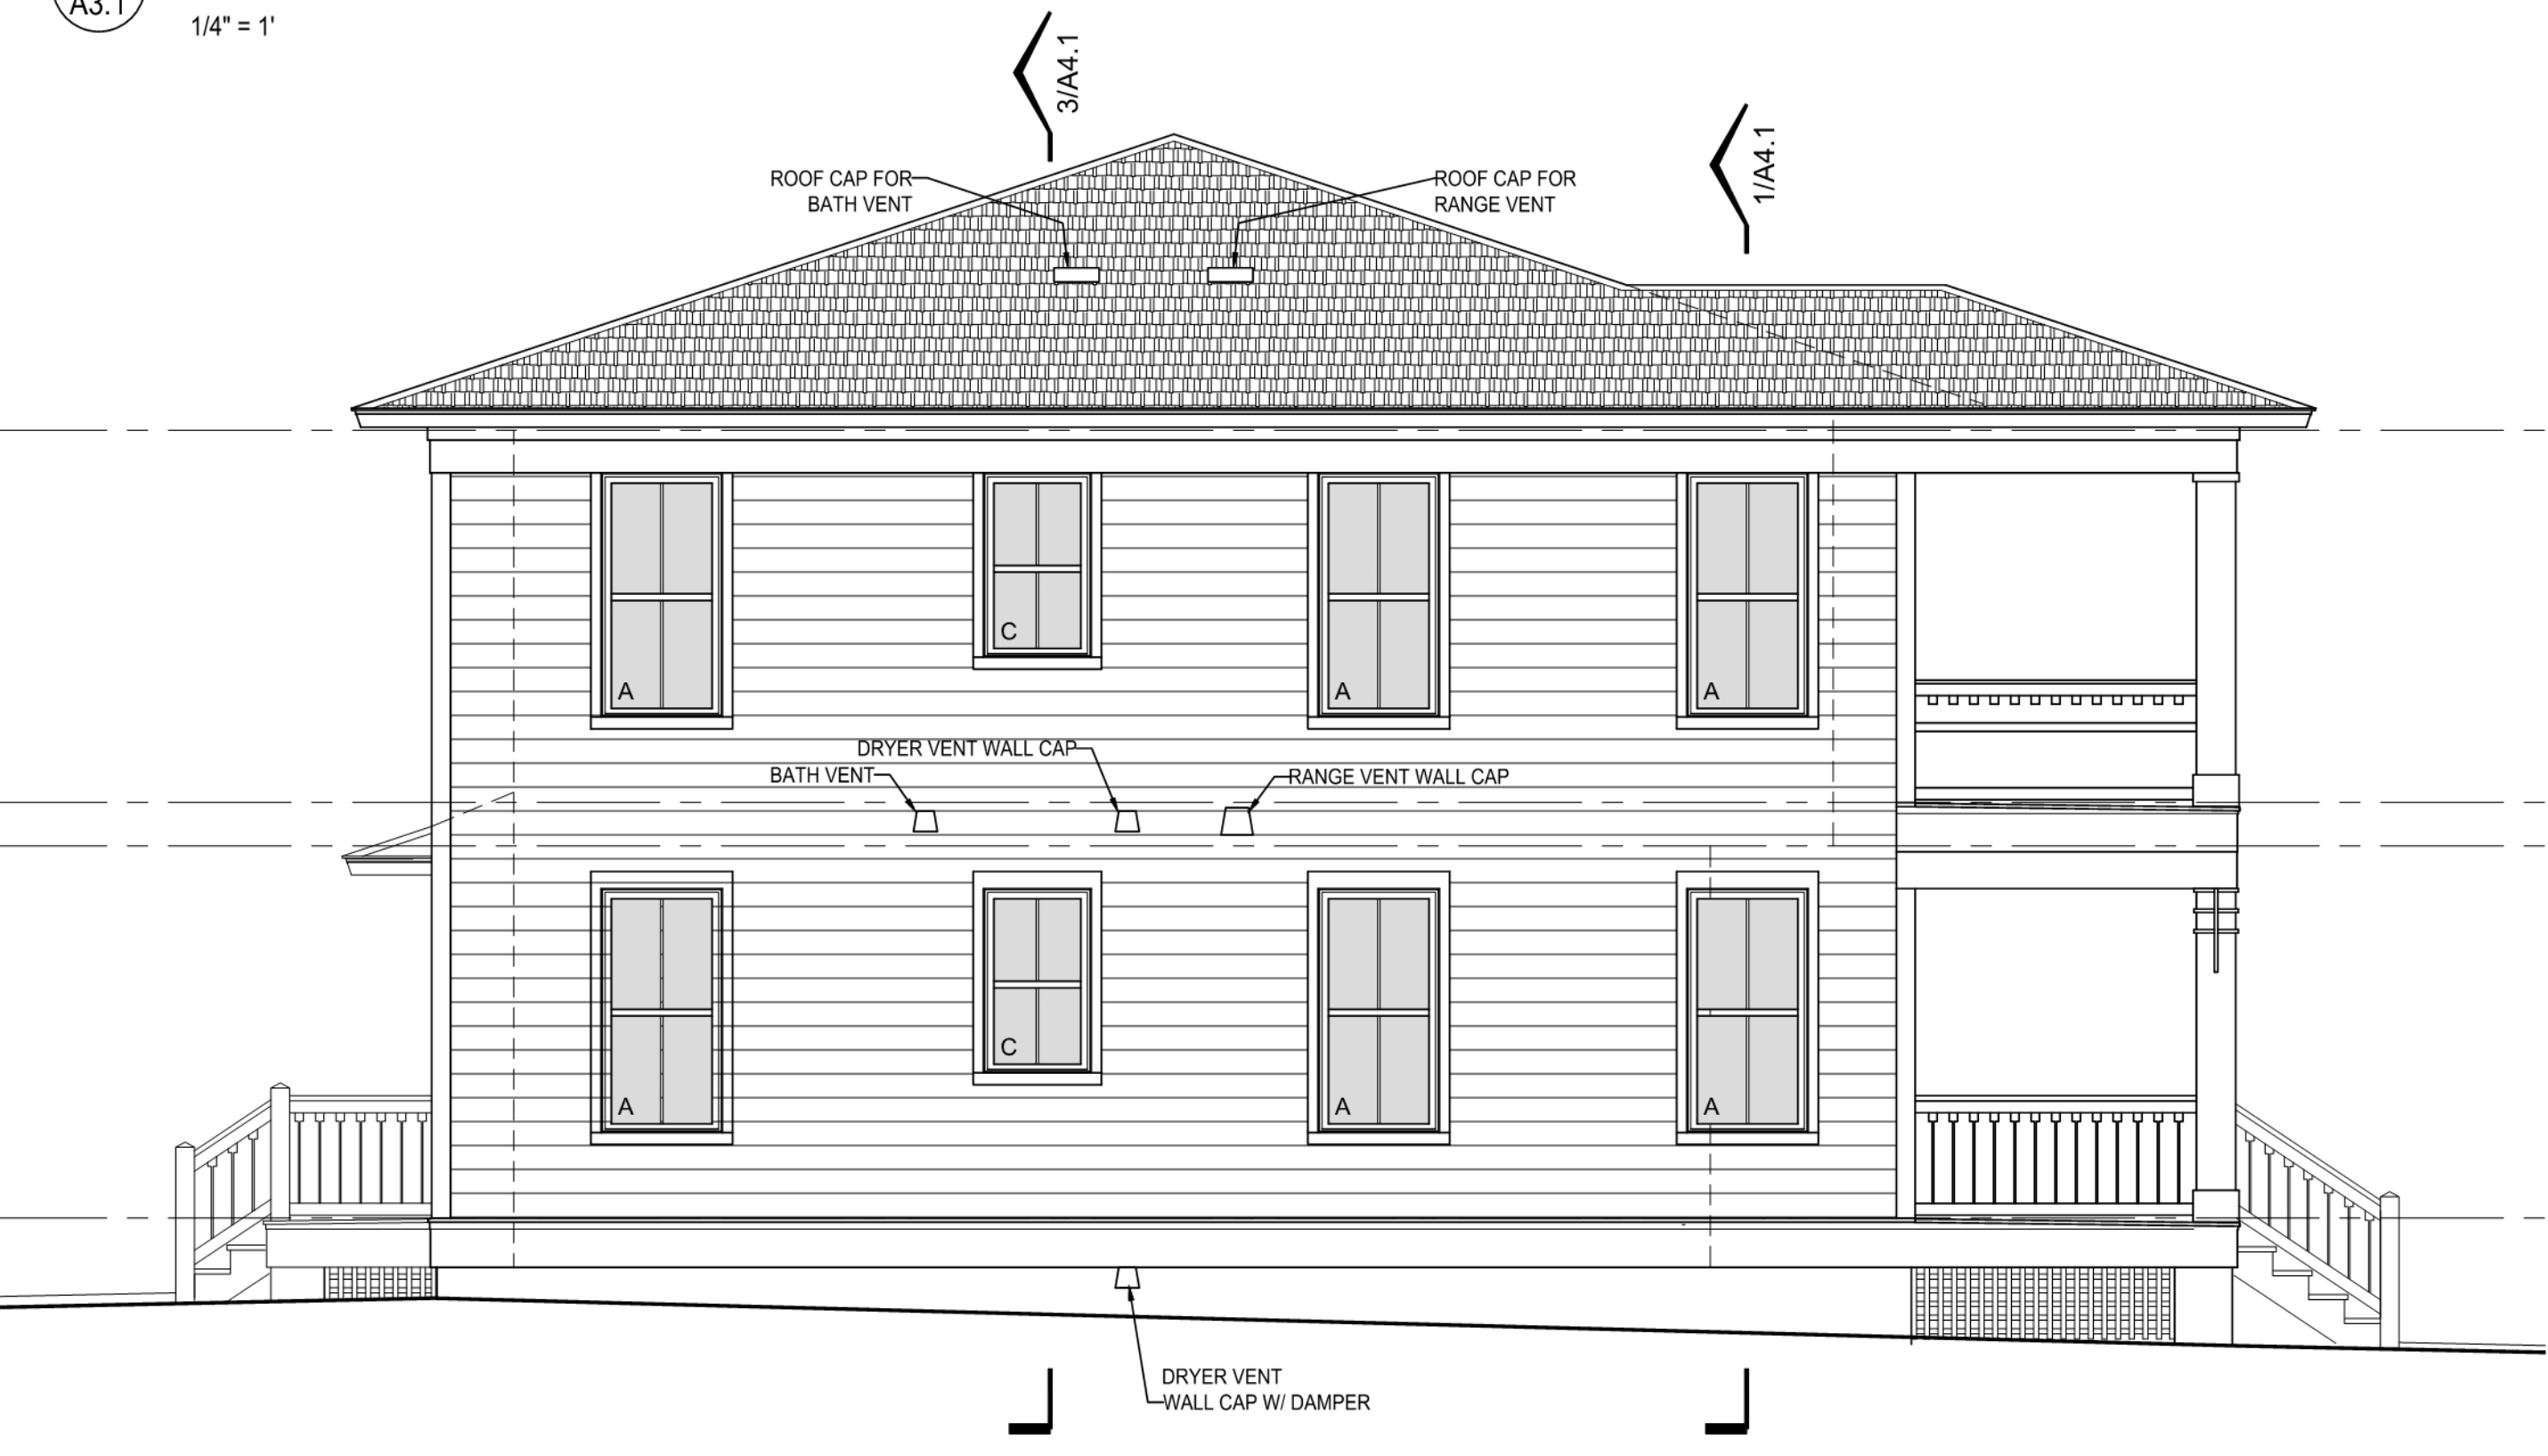 A3.1
1/4" = 1'
3/A4.1
1/A4.1
ROOF CAP FOR
BATH VENT
ROOF CAP FOR
RANGE VENT
C
A
A
A
DRYER VENT WALL CAP
BATH VENT
RANGE VENT WALL CAP
C
A
A
A
DRYER VENT
WALL CAP W/ DAMPER